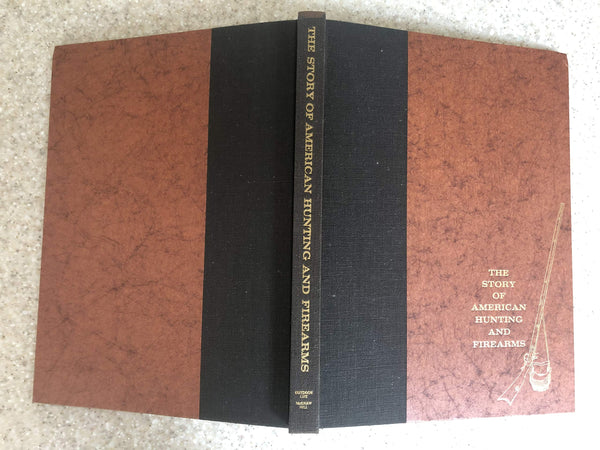 THE STORY OF AMERICAN HUNTING AND FIREARMS
OUTDOOR
LIFE
McGRAW
HILL
THE
STORY
OF
AMERICAN
HUNTING
AND
FIREARMS